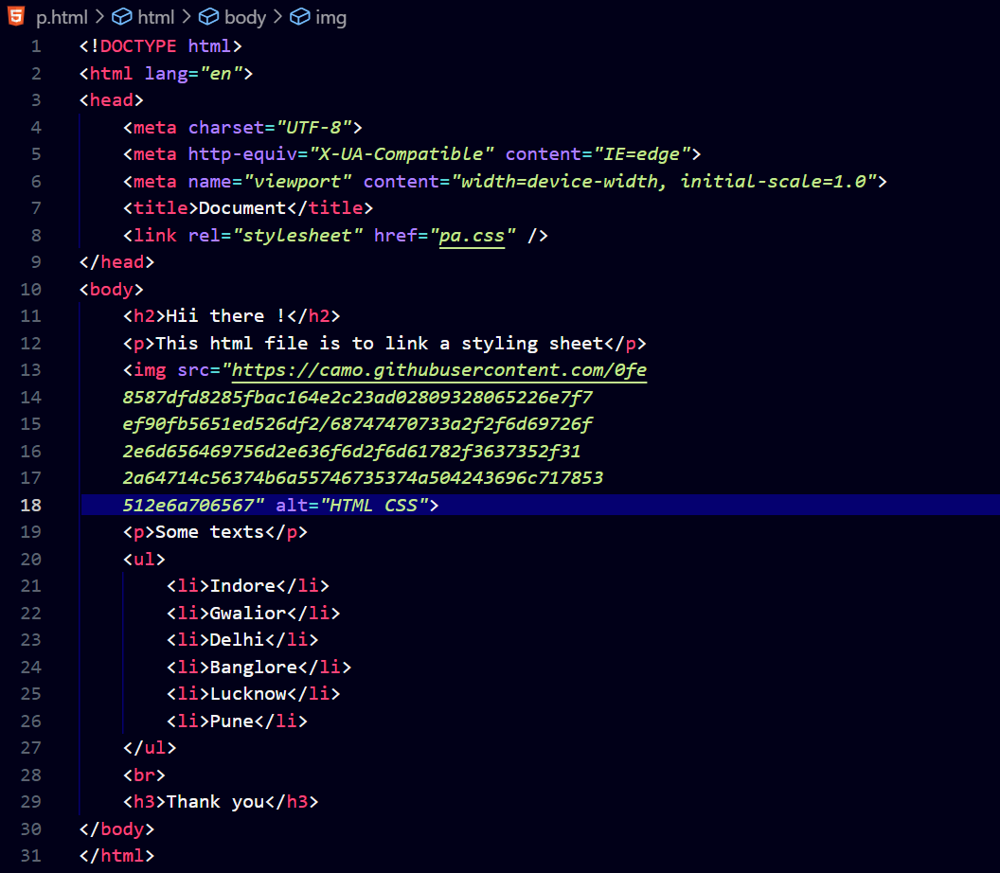 p.html > html > body > img
1 <!DOCTYPE html>
2 <html lang="en">
3 <head>
4     <meta charset="UTF-8">
5     <meta http-equiv="X-UA-Compatible" content="IE=edge">
6     <meta name="viewport" content="width=device-width, initial-scale=1.0">
7     <title>Document</title>
8     <link rel="stylesheet" href="pa.css" />
9 </head>
10 <body>
11     <h2>Hii there !</h2>
12     <p>This html file is to link a styling sheet</p>
13     <img src="https://camo.githubusercontent.com/0fe
14     8587dfd8285fbac164e2c23ad02809328065226e7f7
15     ef90fb5651ed526df2/68747470733a2f2f6d69726f
16     2e6d656469756d2e636f6d2f6d61782f3637352f31
17     2a64714c56374b6a55746735374a504243696c717853
18     512e6a706567" alt="HTML CSS">
19     <p>Some texts</p>
20     <ul>
21         <li>Indore</li>
22         <li>Gwalior</li>
23         <li>Delhi</li>
24         <li>Banglore</li>
25         <li>Lucknow</li>
26         <li>Pune</li>
27     </ul>
28     <br>
29     <h3>Thank you</h3>
30 </body>
31 </html>